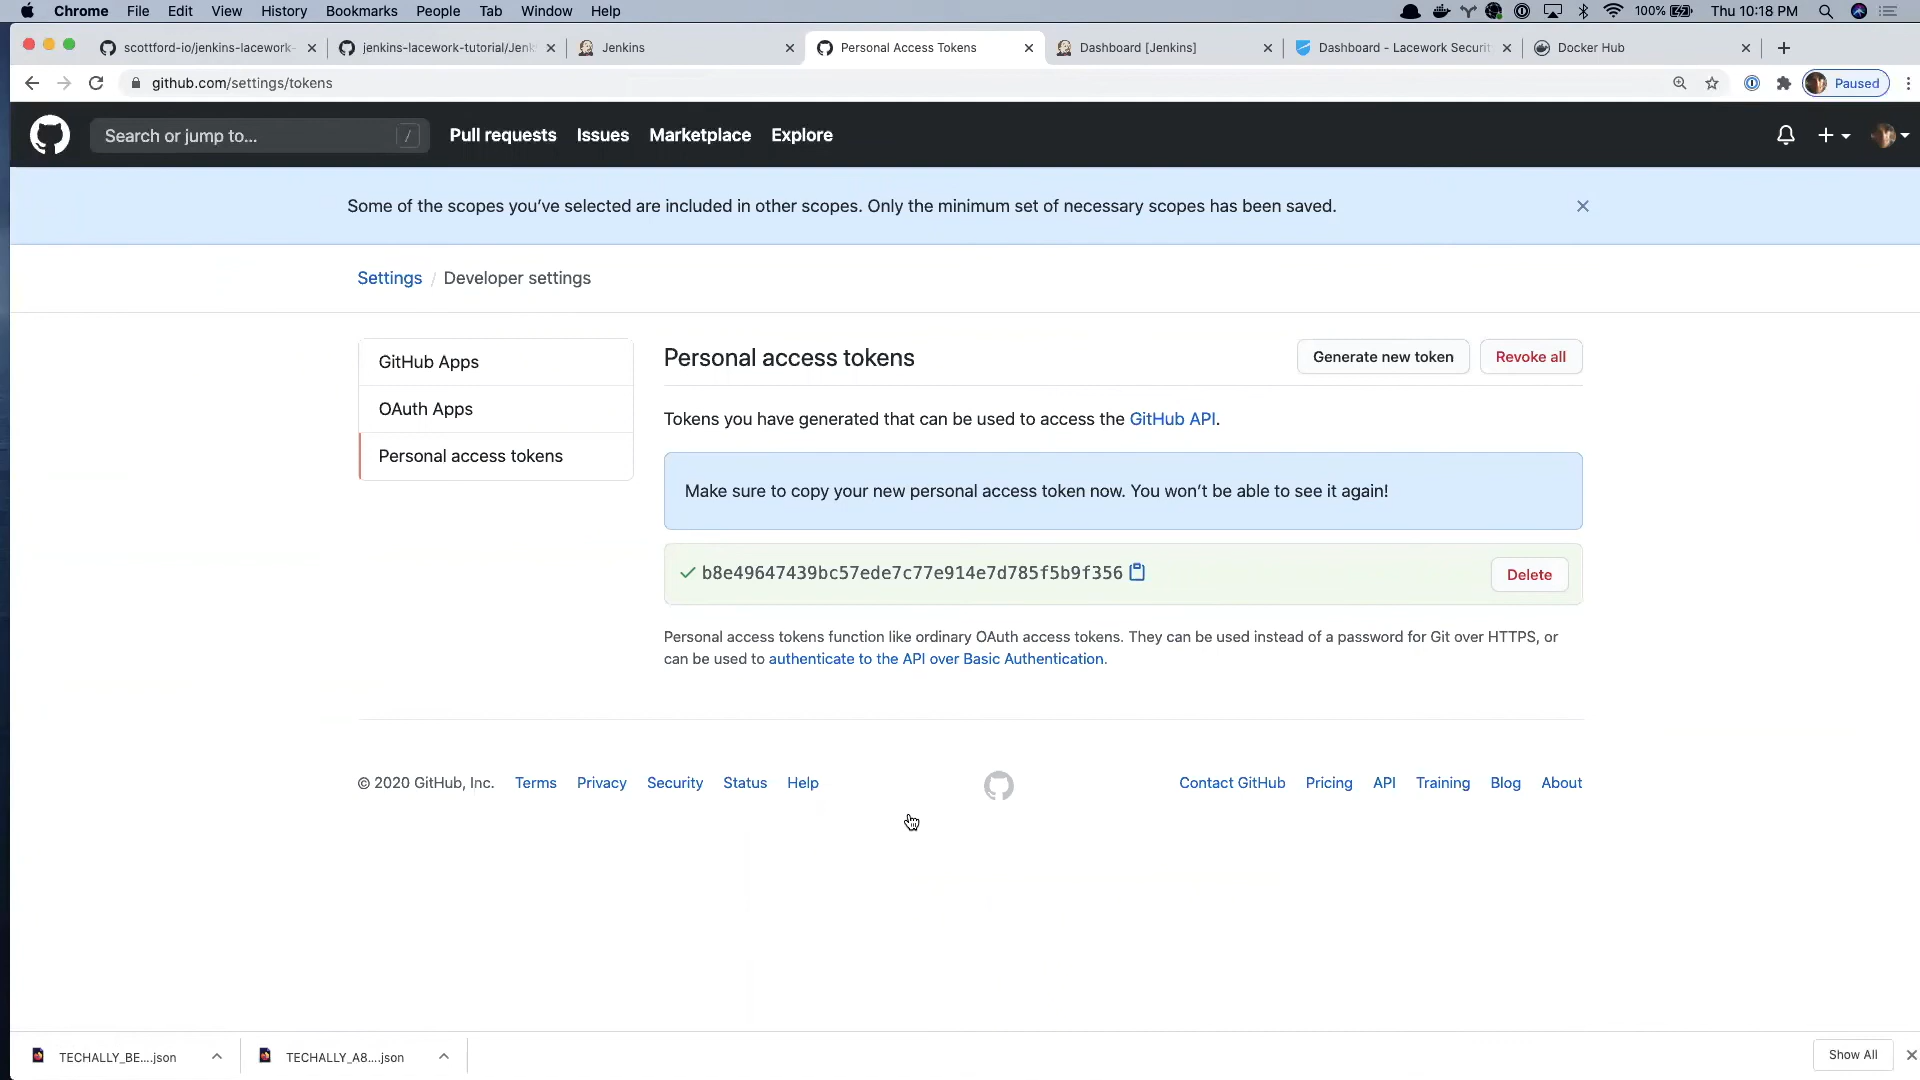 Chrome File Edit View History Bookmarks People Tab Window Help 100% Thu 10:18 PM
scottford-io/jenkins-lacework- jenkins-lacework-tutorial/Jenk Jenkins Personal Access Tokens Dashboard [Jenkins] Dashboard - Lacework Securit Docker Hub
github.com/settings/tokens Paused
Search or jump to... / Pull requests Issues Marketplace Explore
Some of the scopes you’ve selected are included in other scopes. Only the minimum set of necessary scopes has been saved.
Settings / Developer settings
GitHub Apps
OAuth Apps
Personal access tokens
Personal access tokens Generate new token Revoke all
Tokens you have generated that can be used to access the GitHub API.
Make sure to copy your new personal access token now. You won’t be able to see it again!
b8e49647439bc57ede7c77e914e7d785f5b9f356 Delete
Personal access tokens function like ordinary OAuth access tokens. They can be used instead of a password for Git over HTTPS, or
can be used to authenticate to the API over Basic Authentication.
© 2020 GitHub, Inc. Terms Privacy Security Status Help Contact GitHub Pricing API Training Blog About
TECHALLY_BE....json TECHALLY_A8....json Show All